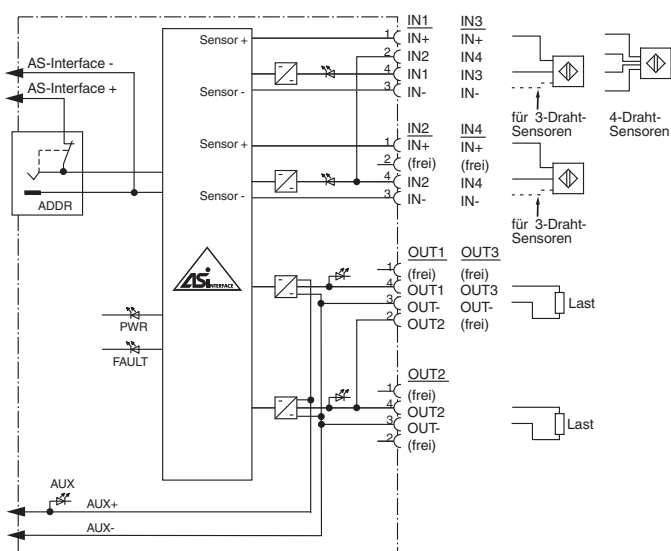 IN1 IN3
1 IN+ IN+
Sensor +
2 IN2 IN4
AS-Interface -
4 IN1 IN3
AS-Interface +
Sensor -
3 IN- IN-
für 3-Draht-
Sensoren
4-Draht-
Sensoren
IN2 IN4
Sensor +
1 IN+ IN+
2 (frei) (frei)
4 IN2 IN4
Sensor -
3 IN- IN-
ADDR
für 3-Draht-
Sensoren
OUT1 OUT3
1 (frei) (frei)
ASi
INTERFACE
4 OUT1 OUT3
3 OUT- OUT-
Last
2 OUT2 (frei)
PWR
FAULT
OUT2
1 (frei)
4 OUT2
3 OUT-
Last
2 (frei)
AUX
AUX+
AUX-